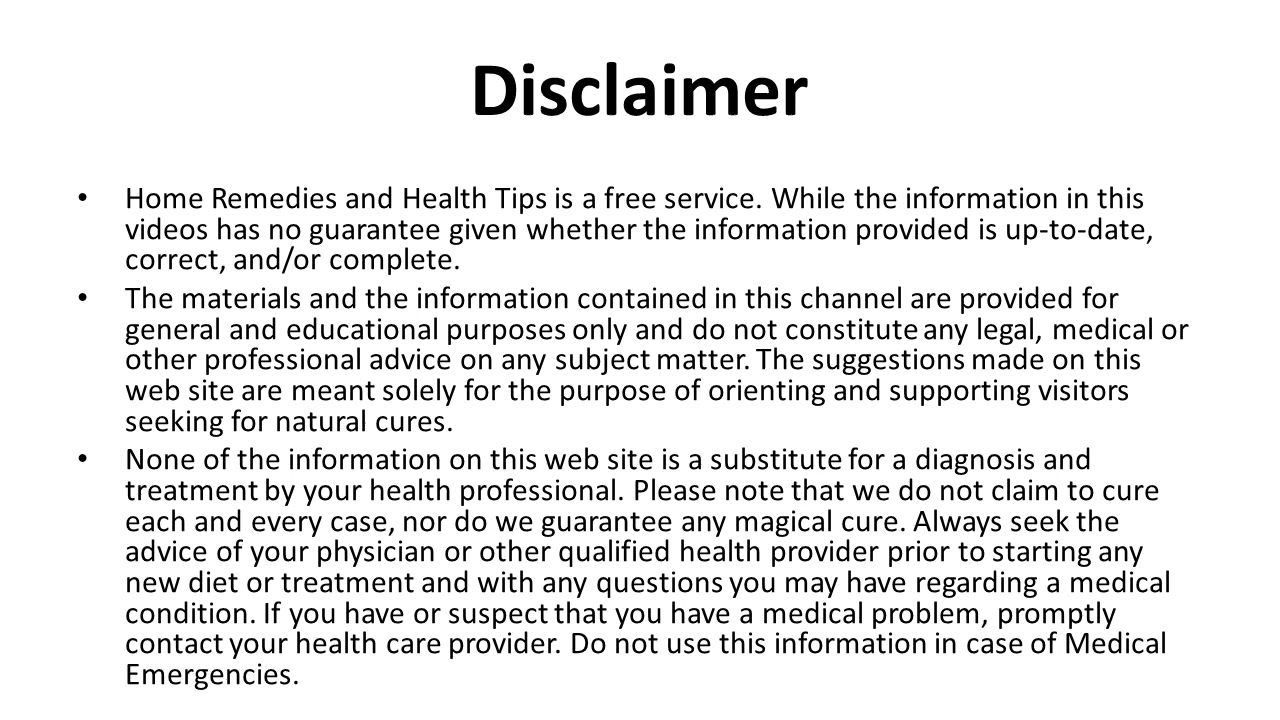 Disclaimer
• Home Remedies and Health Tips is a free service. While the information in this
videos has no guarantee given whether the information provided is up-to-date,
correct, and/or complete.
• The materials and the information contained in this channel are provided for
general and educational purposes only and do not constitute any legal, medical or
other professional advice on any subject matter. The suggestions made on this
web site are meant solely for the purpose of orienting and supporting visitors
seeking for natural cures.
• None of the information on this web site is a substitute for a diagnosis and
treatment by your health professional. Please note that we do not claim to cure
each and every case, nor do we guarantee any magical cure. Always seek the
advice of your physician or other qualified health provider prior to starting any
new diet or treatment and with any questions you may have regarding a medical
condition. If you have or suspect that you have a medical problem, promptly
contact your health care provider. Do not use this information in case of Medical
Emergencies.